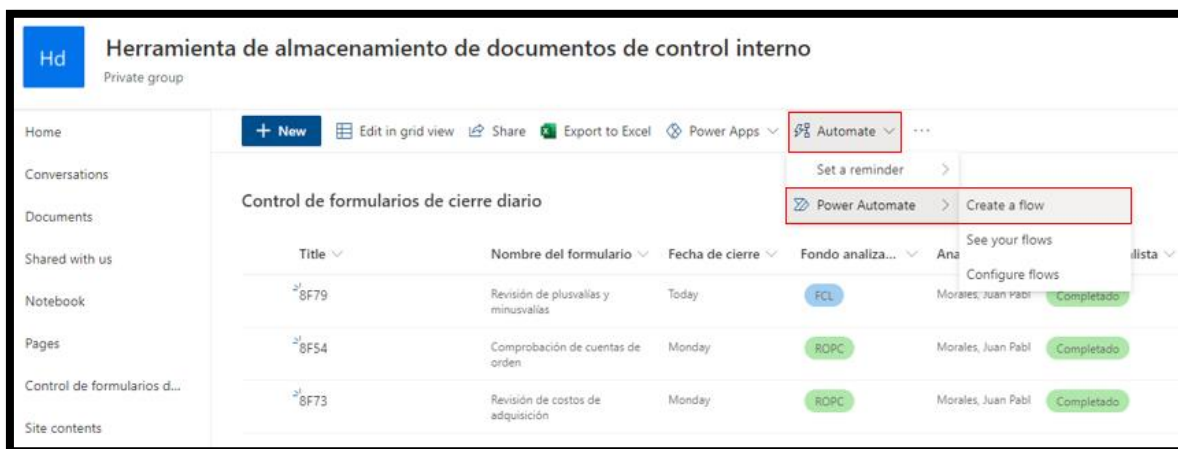 Hd
Herramienta de almacenamiento de documentos de control interno
Private group
Home
Conversations
Documents
Shared with us
Notebook
Pages
Control de formularios d...
Site contents
+ New Edit in grid view Share Export to Excel Power Apps Automate ...
Set a reminder
Power Automate
Create a flow
See your flows
Configure flows
Control de formularios de cierre diario
Title Nombre del formulario Fecha de cierre Fondo analiza... Ana lista
8F79 Revisión de plusvalías y Today FCL Morales, Juan Pabl Completado
minusvalías
8F54 Comprobación de cuentas de Monday ROPC Morales, Juan Pabl Completado
orden
8F73 Revisión de costos de Monday ROPC Morales, Juan Pabl Completado
adquisición